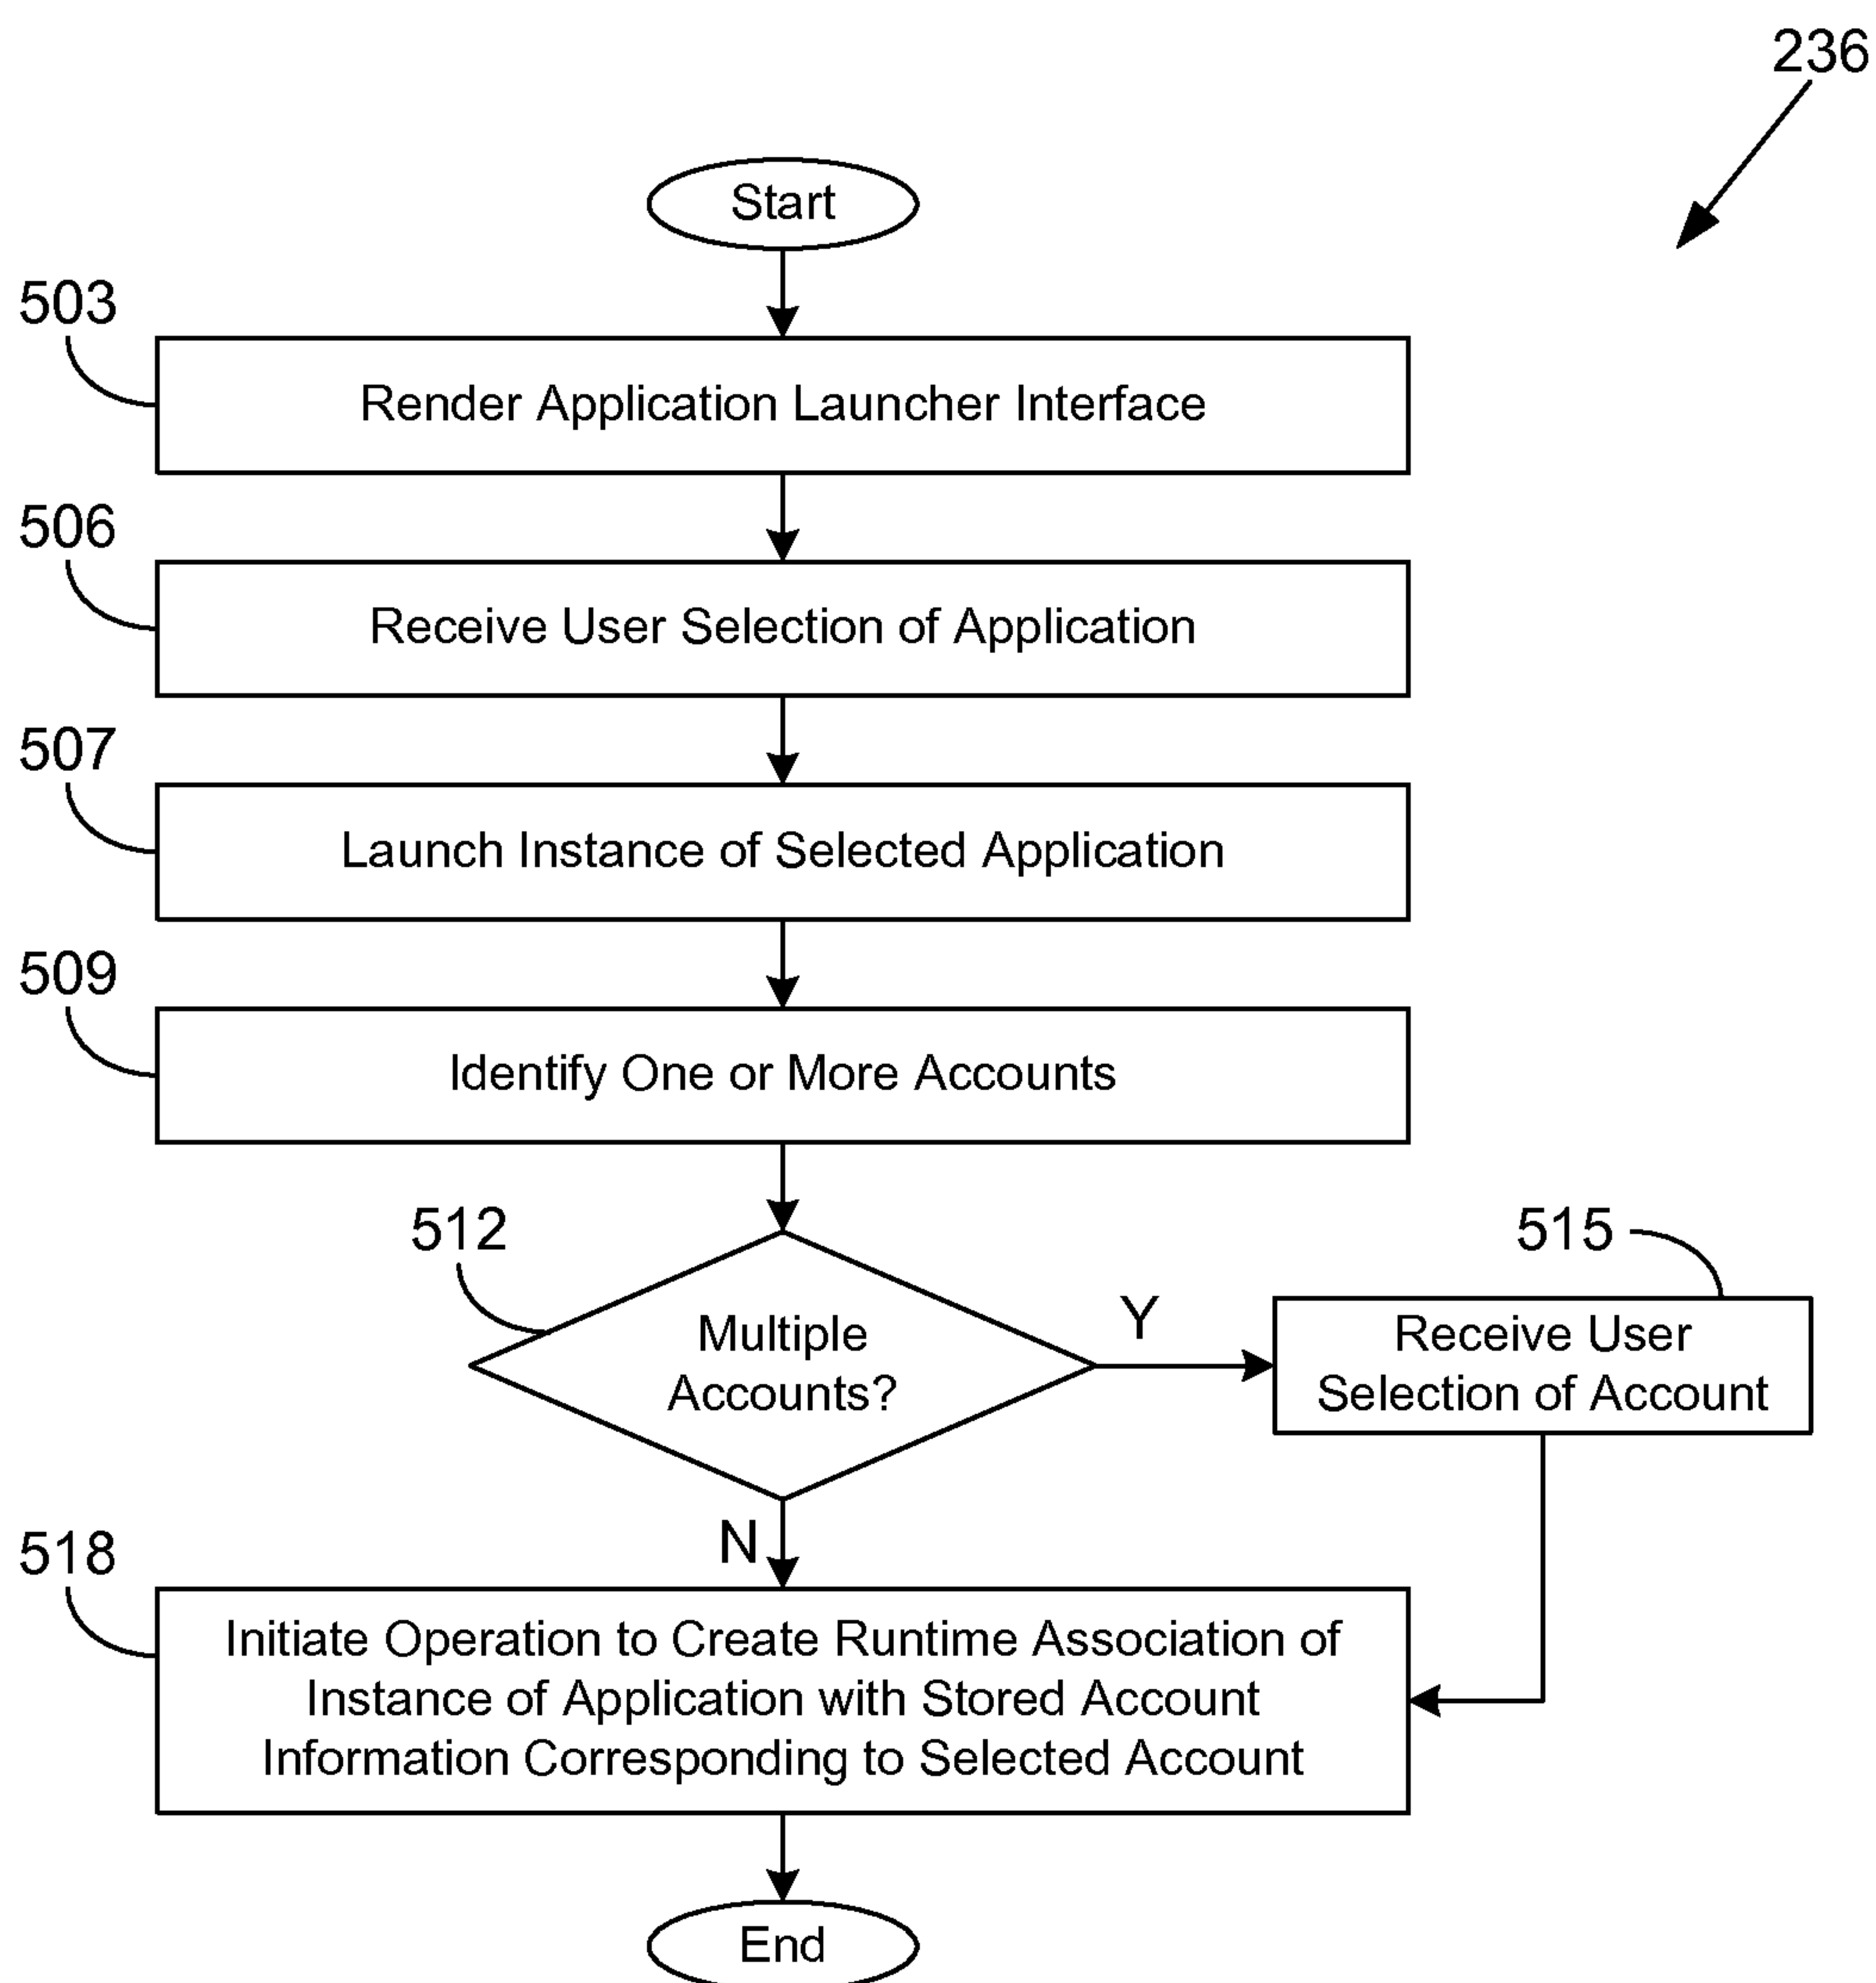 236
Start
503
Render Application Launcher Interface
506
Receive User Selection of Application
507
Launch Instance of Selected Application
509
Identify One or More Accounts
512
Multiple
Accounts?
Y
515
Receive User
Selection of Account
N
518
Initiate Operation to Create Runtime Association of
Instance of Application with Stored Account
Information Corresponding to Selected Account
End